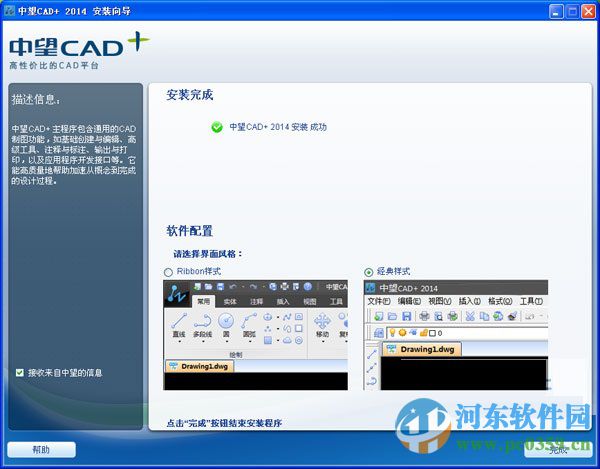 中望CAD+ 2014 安装向导
中望CAD+
高性价比的CAD平台
描述信息：
中望CAD+ 主程序包含通用的CAD
制图功能，如基础创建与编辑、高
级工具、注释与标注、输出与打
印，以及应用程序开发接口等。它
能高质量地帮助加速从概念到完成
的设计过程。
接收来自中望的信息
帮助
安装完成
中望CAD+ 2014 安装 成功
软件配置
请选择界面风格：
Ribbon样式
经典样式
中望CA
常用 实体 注释 插入 视图 工具
直线 多段线 圆 圆弧 移动
绘制
Drawing1.dwg
中望CAD+ 2014
文件(F) 编辑(E) 视图(V) 插入(I) 格式(O) 工具(T)
0
Drawing1.dwg
点击“完成”按钮结束安装程序
完成
河东软件园
www.pc0359.cn